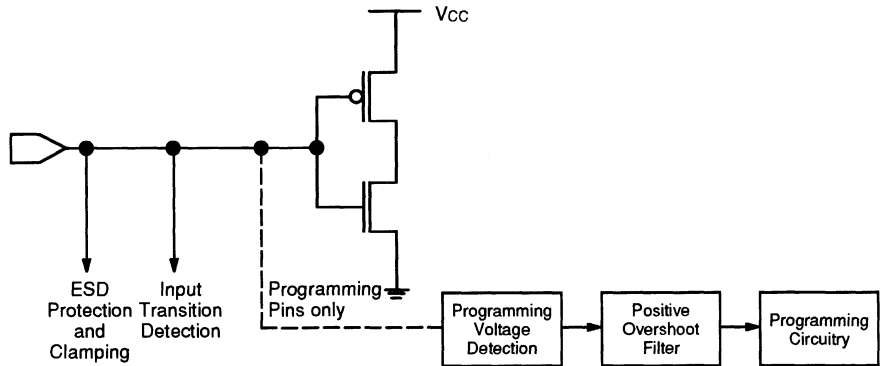 VCC
ESD
Protection
and
Clamping
Input
Transition
Detection
Programming
Pins only
Programming
Voltage
Detection
Positive
Overshoot
Filter
Programming
Circuitry